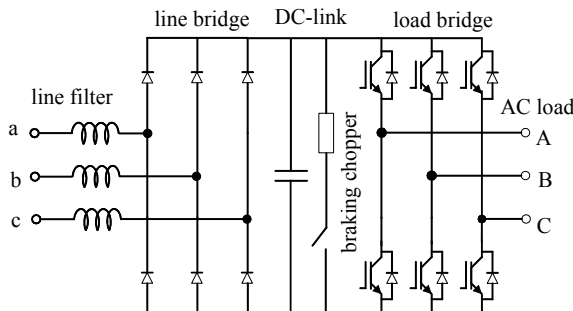 line bridge
DC-link
load bridge
line filter
AC load
a
b
c
braking chopper
A
B
C